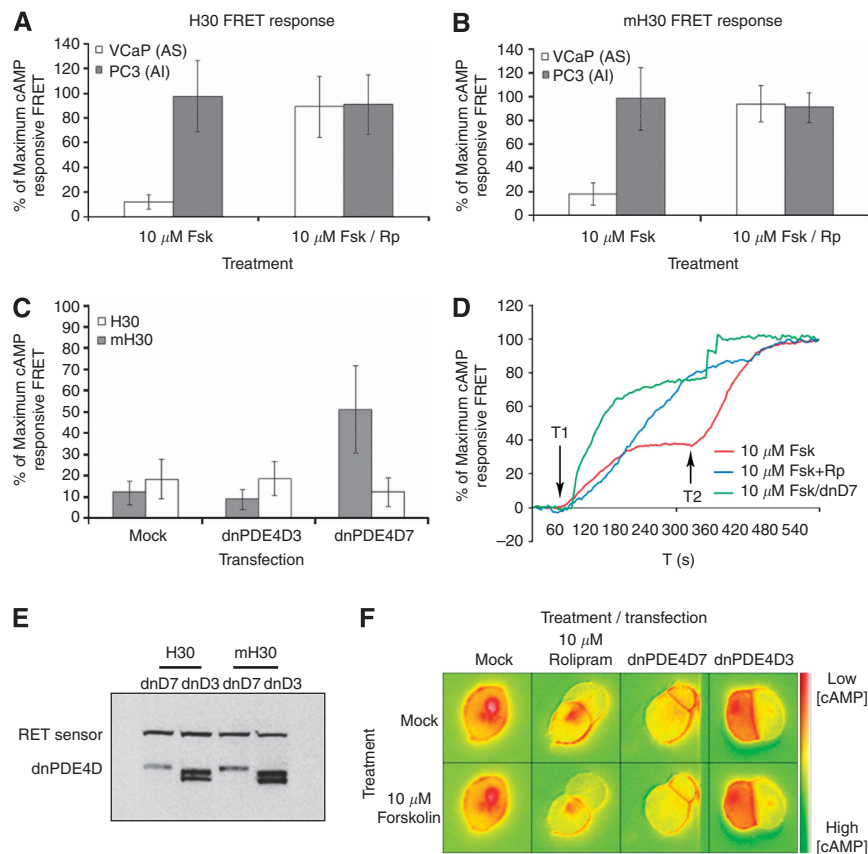 A
H30 FRET response
% of Maximum cAMP
responsive FRET
140
120
100
80
60
40
20
0
VCaP (AS)
PC3 (AI)
10 μM Fsk
10 μM Fsk / Rp
Treatment
B
mH30 FRET response
% of Maximum cAMP
responsive FRET
140
120
100
80
60
40
20
0
VCaP (AS)
PC3 (AI)
10 μM Fsk
10 μM Fsk / Rp
Treatment
C
% of Maximum cAMP
responsive FRET
100
90
80
70
60
50
40
30
20
10
0
H30
mH30
Mock
dnPDE4D3
dnPDE4D7
Transfection
D
% of Maximum cAMP
responsive FRET
120
100
80
60
40
20
0
–20
T1
T2
10 μM Fsk
10 μM Fsk+Rp
10 μM Fsk/dnD7
60 120 180 240 300 360 420 480 540
T (s)
E
H30
mH30
dnD7 dnD3 dnD7 dnD3
RET sensor
dnPDE4D
F
Treatment / transfection
Mock
10 μM
Rolipram
dnPDE4D7
dnPDE4D3
Treatment
Mock
10 μM
Forskolin
Low
[cAMP]
High
[cAMP]